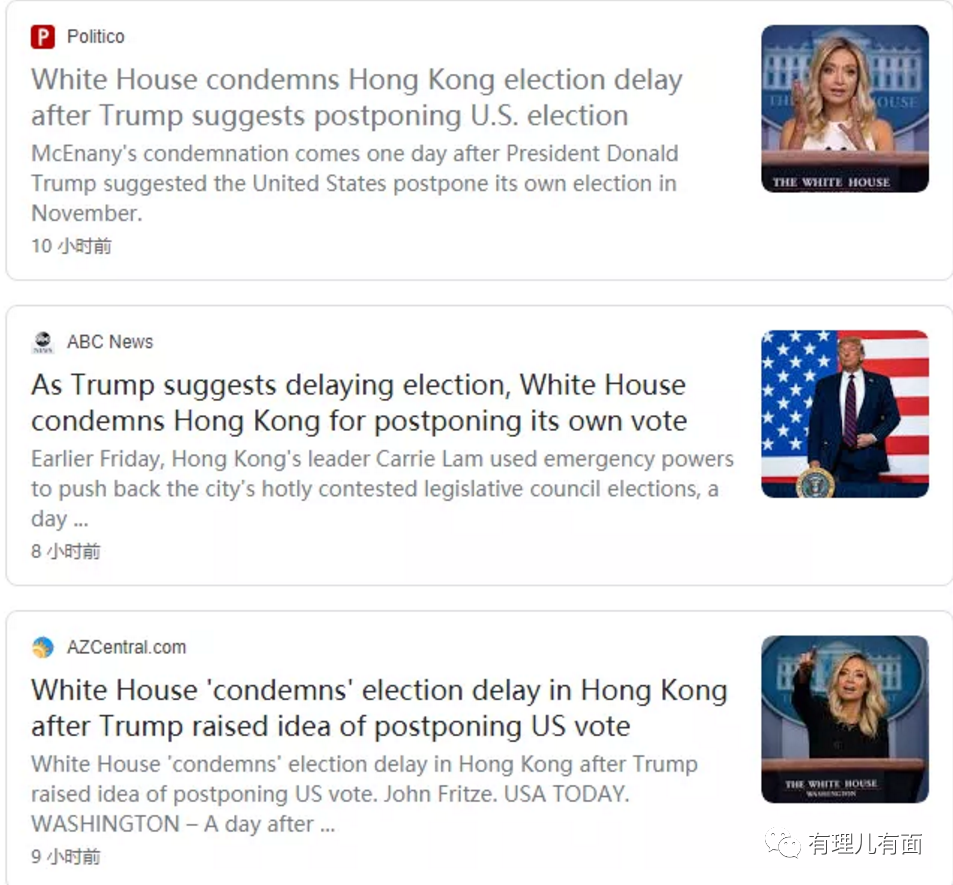 Politico
White House condemns Hong Kong election delay
after Trump suggests postponing U.S. election
McEnany's condemnation comes one day after President Donald
Trump suggested the United States postpone its own election in
November.
10 小时前
THE WHITE HOUSE
ABC News
As Trump suggests delaying election, White House
condemns Hong Kong for postponing its own vote
Earlier Friday, Hong Kong's leader Carrie Lam used emergency powers
to push back the city's hotly contested legislative council elections, a
day ...
8 小时前
AZCentral.com
White House 'condemns' election delay in Hong Kong
after Trump raised idea of postponing US vote
White House 'condemns' election delay in Hong Kong after Trump
raised idea of postponing US vote. John Fritze. USA TODAY.
WASHINGTON – A day after ...
9 小时前
THE WHITE HOUSE
WASHINGTON
有理儿有面